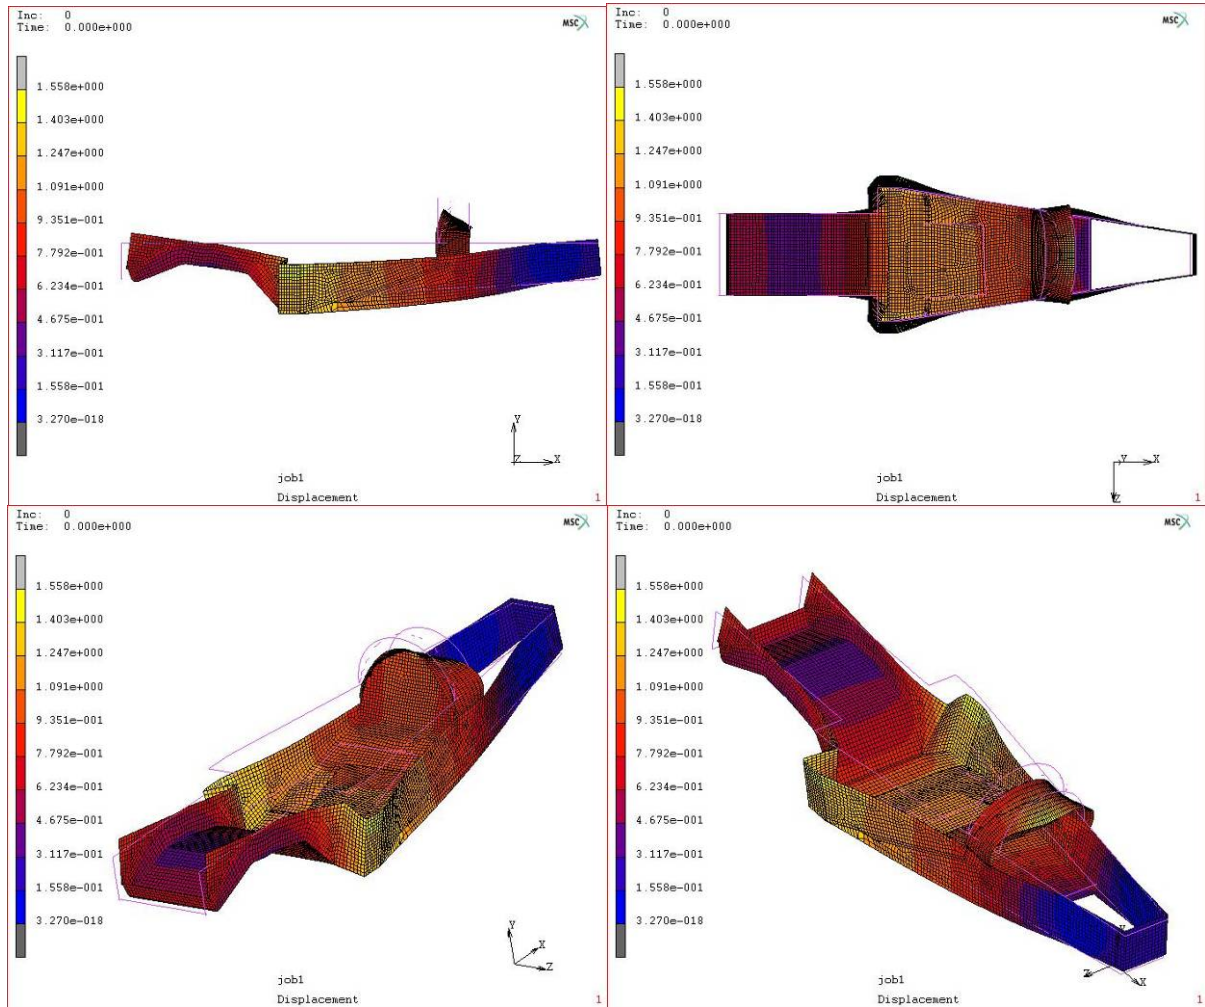 Inc: 0
Time: 0.000e+000
MSC
1.558e+000
1.403e+000
1.247e+000
1.091e+000
9.351e-001
7.792e-001
6.234e-001
4.675e-001
3.117e-001
1.558e-001
3.270e-018
Y
Z X
job1
Displacement
1
Inc: 0
Time: 0.000e+000
MSC
1.558e+000
1.403e+000
1.247e+000
1.091e+000
9.351e-001
7.792e-001
6.234e-001
4.675e-001
3.117e-001
1.558e-001
3.270e-018
Y X
Z
job1
Displacement
1
Inc: 0
Time: 0.000e+000
MSC
1.558e+000
1.403e+000
1.247e+000
1.091e+000
9.351e-001
7.792e-001
6.234e-001
4.675e-001
3.117e-001
1.558e-001
3.270e-018
Y
X
Z
job1
Displacement
1
Inc: 0
Time: 0.000e+000
MSC
1.558e+000
1.403e+000
1.247e+000
1.091e+000
9.351e-001
7.792e-001
6.234e-001
4.675e-001
3.117e-001
1.558e-001
3.270e-018
Y
Z
X
job1
Displacement
1